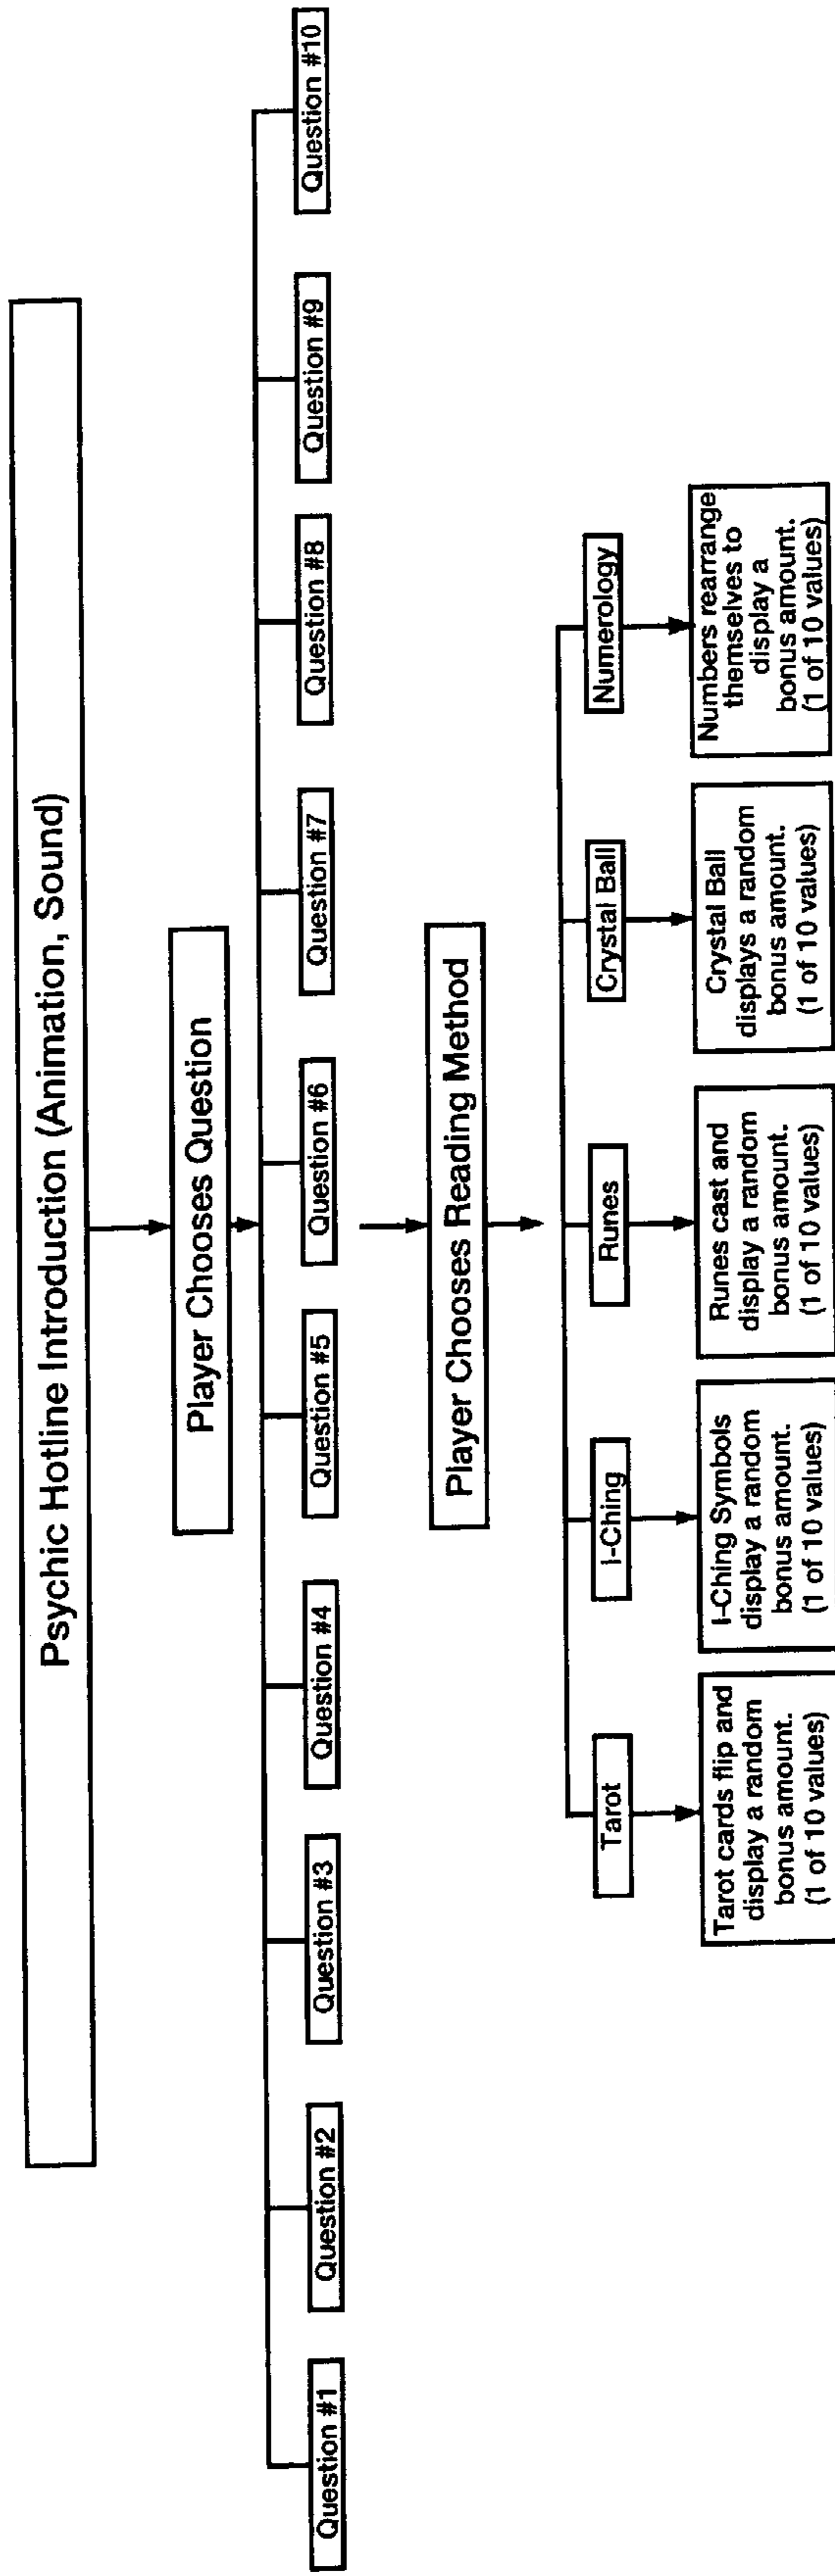 Psychic Hotline Introduction (Animation, Sound)
Player Chooses Question
Question #1
Question #2
Question #3
Question #4
Question #5
Question #6
Question #7
Question #8
Question #9
Question #10
Player Chooses Reading Method
Tarot
I-Ching
Runes
Crystal Ball
Numerology
Tarot cards flip and
display a random
bonus amount.
(1 of 10 values)
I-Ching Symbols
display a random
bonus amount.
(1 of 10 values)
Runes cast and
display a random
bonus amount.
(1 of 10 values)
Crystal Ball
displays a random
bonus amount.
(1 of 10 values)
Numbers rearrange
themselves to
display a
bonus amount.
(1 of 10 values)